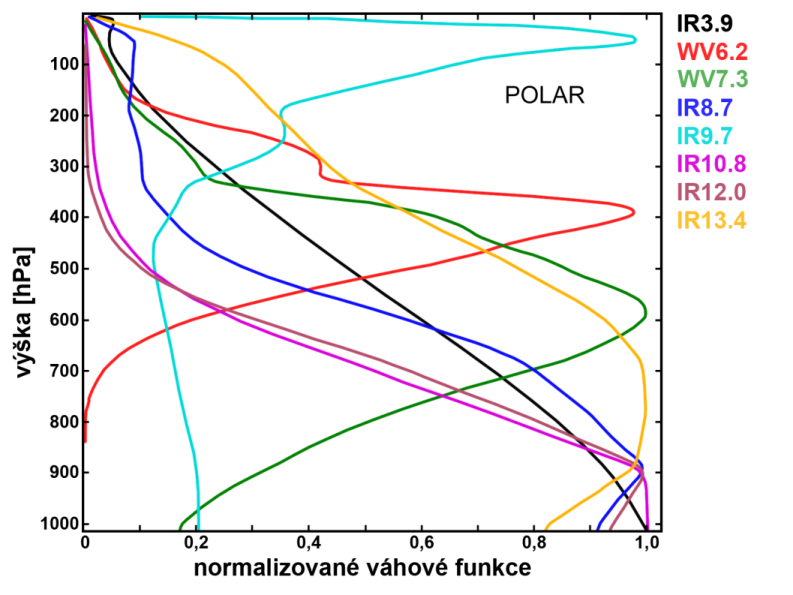 IR3.9
WV6.2
WV7.3
IR8.7
IR9.7
IR10.8
IR12.0
IR13.4
POLAR
výška [hPa]
100
200
300
400
500
600
700
800
900
1000
0 0,2 0,4 0,6 0,8 1,0
normalizované váhové funkce